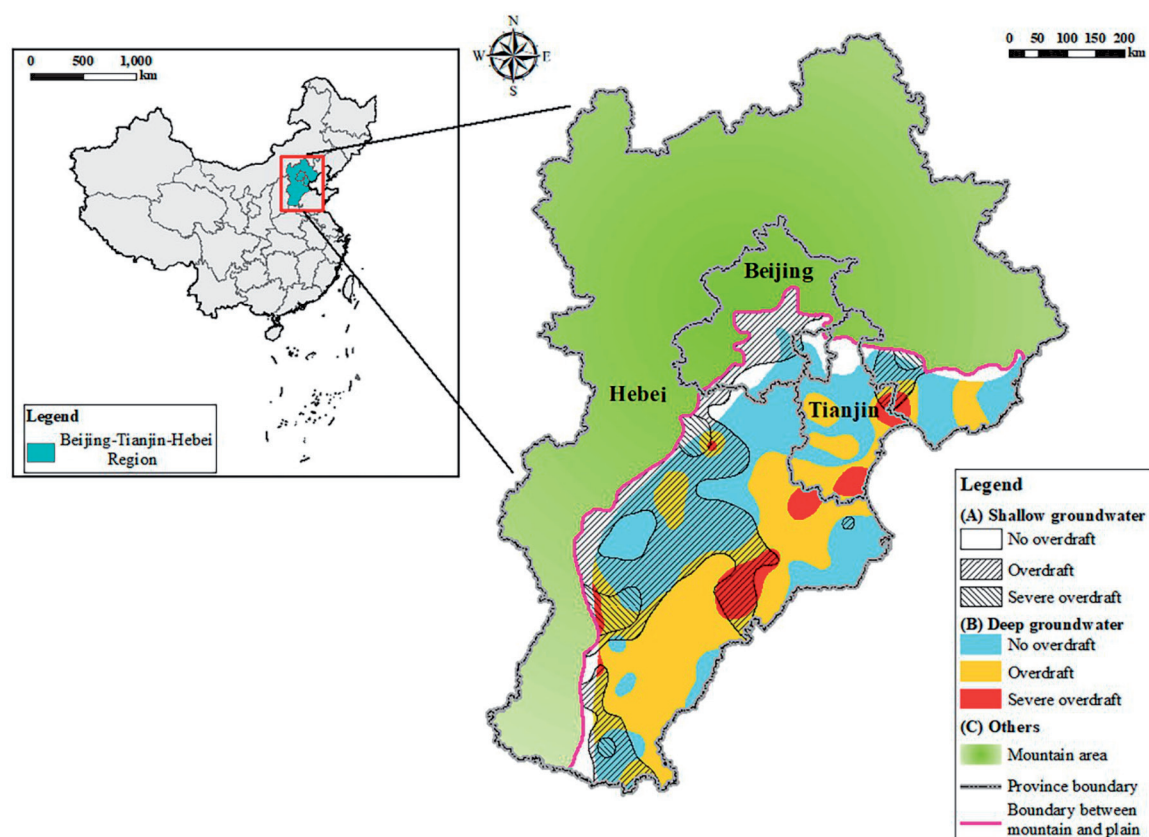 0 500 1,000
km
Legend
Beijing-Tianjin-Hebei
Region
N
W E
S
0 50 100 150 200
km
Beijing
Hebei
Tianjin
Legend
(A) Shallow groundwater
No overdraft
Overdraft
Severe overdraft
(B) Deep groundwater
No overdraft
Overdraft
Severe overdraft
(C) Others
Mountain area
Province boundary
Boundary between
mountain and plain